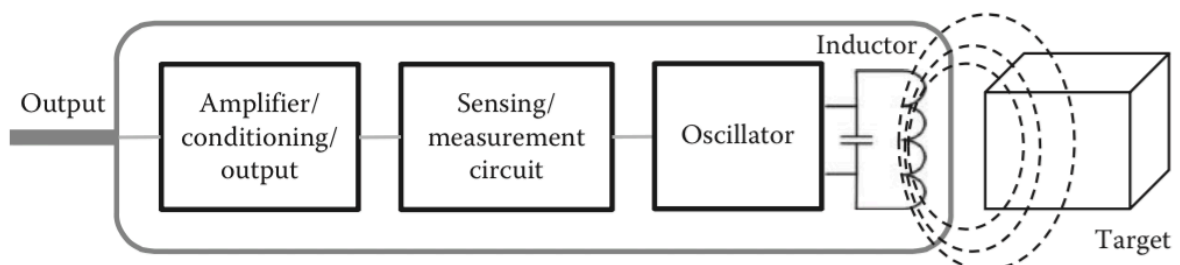 Output
Amplifier/
conditioning/
output
Sensing/
measurement
circuit
Oscillator
Inductor
Target